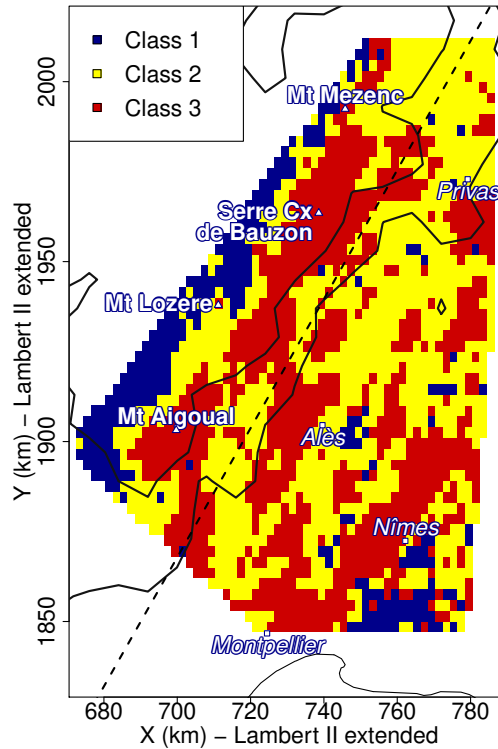 Class 1
Class 2
Class 3
Mt Mezenc
Privas
Serre Cx
de Bauzon
Mt Lozere
Mt Aigoual
Alès
Nîmes
Montpellier
Y (km) − Lambert II extended
2000
1950
1900
1850
680 700 720 740 760 780
X (km) − Lambert II extended